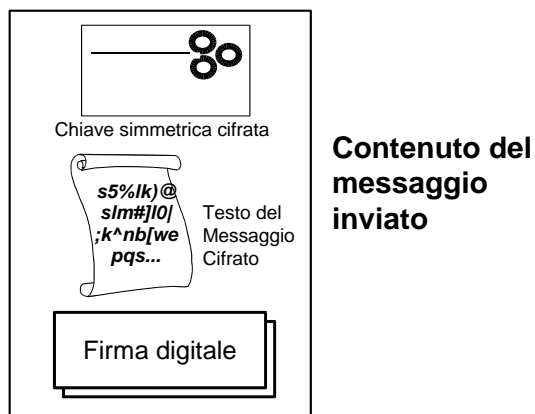 Chiave simmetrica cifrata
s5%lk)@
slm#]l0|
;k^nb[we
pqs...
Testo del
Messaggio
Cifrato
Firma digitale
Contenuto del
messaggio
inviato